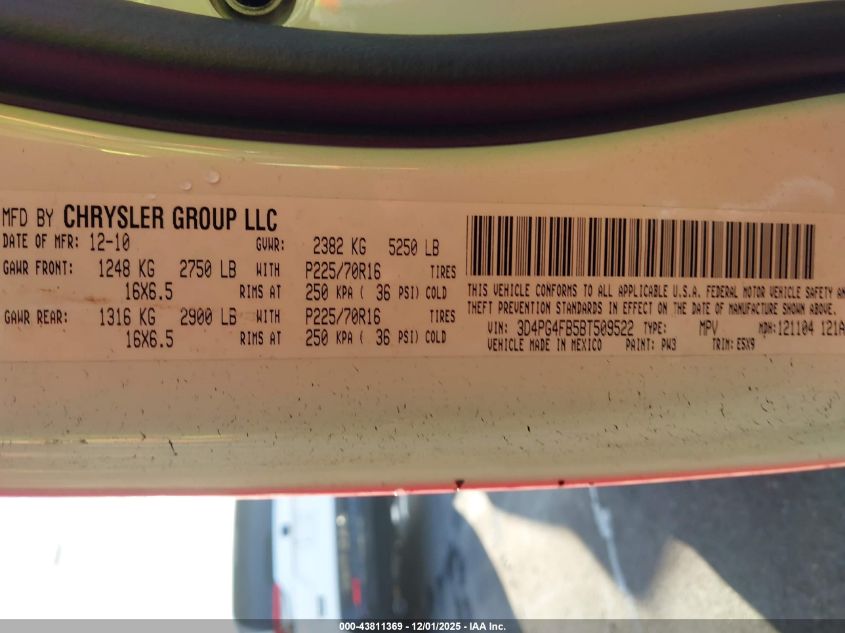 MFD BY CHRYSLER GROUP LLC
DATE OF MFR: 12-10 GVWR: 2382 KG 5250 LB
GAWR FRONT: 1248 KG 2750 LB WITH P225/70R16 TIRES
16X6.5 RIMS AT 250 KPA ( 36 PSI) COLD
GAWR REAR: 1316 KG 2900 LB WITH P225/70R16 TIRES
16X6.5 RIMS AT 250 KPA ( 36 PSI) COLD
THIS VEHICLE CONFORMS TO ALL APPLICABLE U.S.A. FEDERAL MOTOR VEHICLE SAFETY AN
THEFT PREVENTION STANDARDS IN EFFECT ON THE DATE OF MANUFACTURE SHOWN ABOVE.
VIN: 3D4PG4FB5BT509522 TYPE: MPV MDH:121104 121A
VEHICLE MADE IN MEXICO PAINT: PW3 TRIM: E5X9
000-43811369 - 12/01/2025 - IAA Inc.